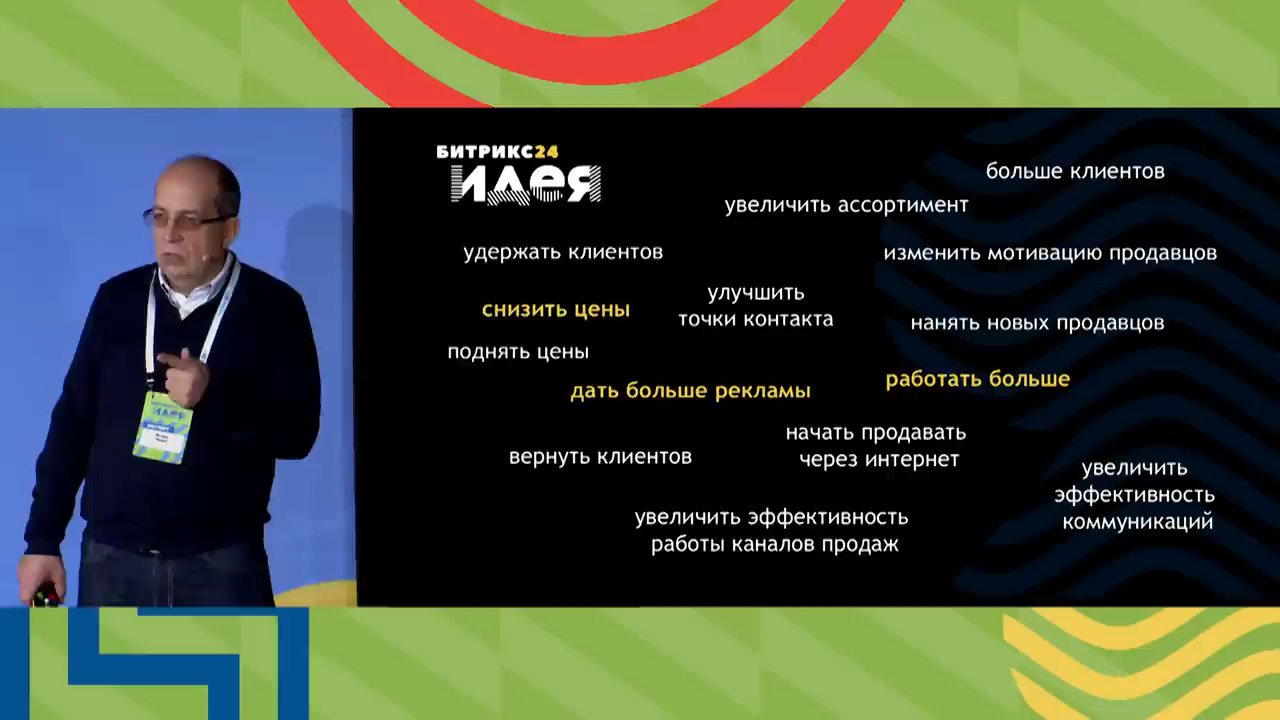 БИТРИКС24
идея
больше клиентов
увеличить ассортимент
удержать клиентов
изменить мотивацию продавцов
улучшить
точки контакта
снизить цены
нанять новых продавцов
поднять цены
дать больше рекламы
работать больше
начать продавать
через интернет
вернуть клиентов
увеличить
эффективность
коммуникаций
увеличить эффективность
работы каналов продаж
идея